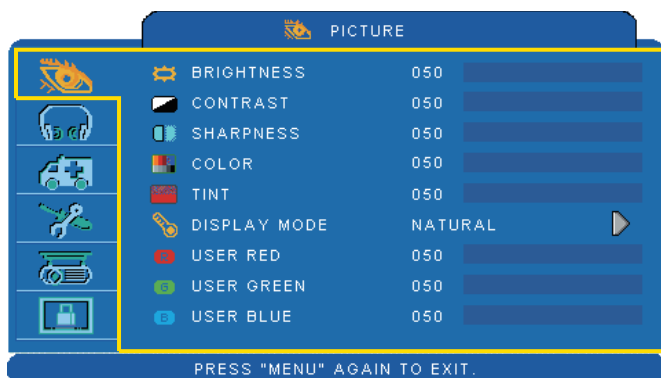 PICTURE
BRIGHTNESS 050
CONTRAST 050
SHARPNESS 050
COLOR 050
TINT 050
DISPLAY MODE NATURAL
R USER RED 050
G USER GREEN 050
B USER BLUE 050
PRESS "MENU" AGAIN TO EXIT.